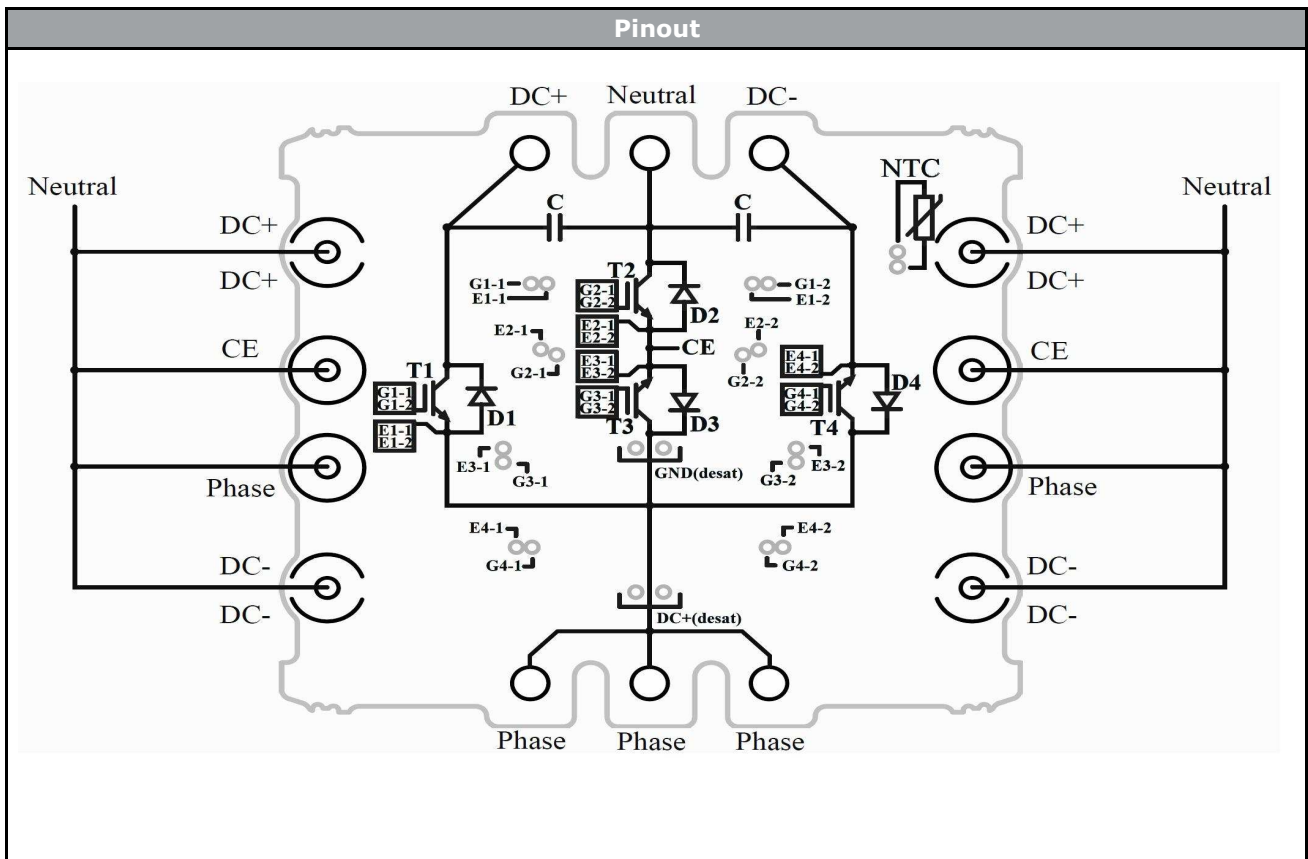 Pinout
DC+ Neutral DC-
NTC
Neutral
Neutral
C
C
DC+
DC+
T2
G1-1
E1-1
G2-1
G2-2
G1-2
E1-2
DC+
DC+
D2
E2-1
E2-1
E2-2
E2-2
CE
CE
CE
E3-1
E3-2
G2-1
G2-2
E4-1
E4-2
T1
G1-1
G1-2
D1
G3-1
G3-2
G4-1
G4-2
D4
T3
D3
T4
E1-1
E1-2
E3-1
G3-1
GND(desat)
E3-2
G3-2
Phase
Phase
E4-1
G4-1
E4-2
G4-2
DC-
DC-
DC-
DC-
DC+(desat)
Phase Phase Phase